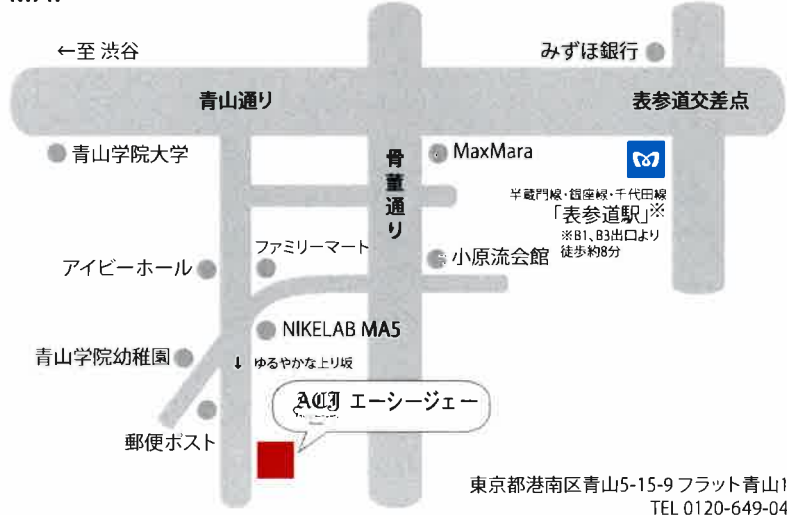 ←至 渋谷
みずほ銀行
青山通り
表参道交差点
青山学院大学
骨董通り
MaxMara
半蔵門線・銀座線・千代田線
「表参道駅」※
※B1、B3出口より
徒歩約8分
ファミリーマート
小原流会館
アイビーホール
NIKELAB MA5
青山学院幼稚園
↓ ゆるやかな上り坂
ACJ エーシージェー
郵便ポスト
東京都港南区青山5-15-9 フラット青山1
TEL 0120-649-04